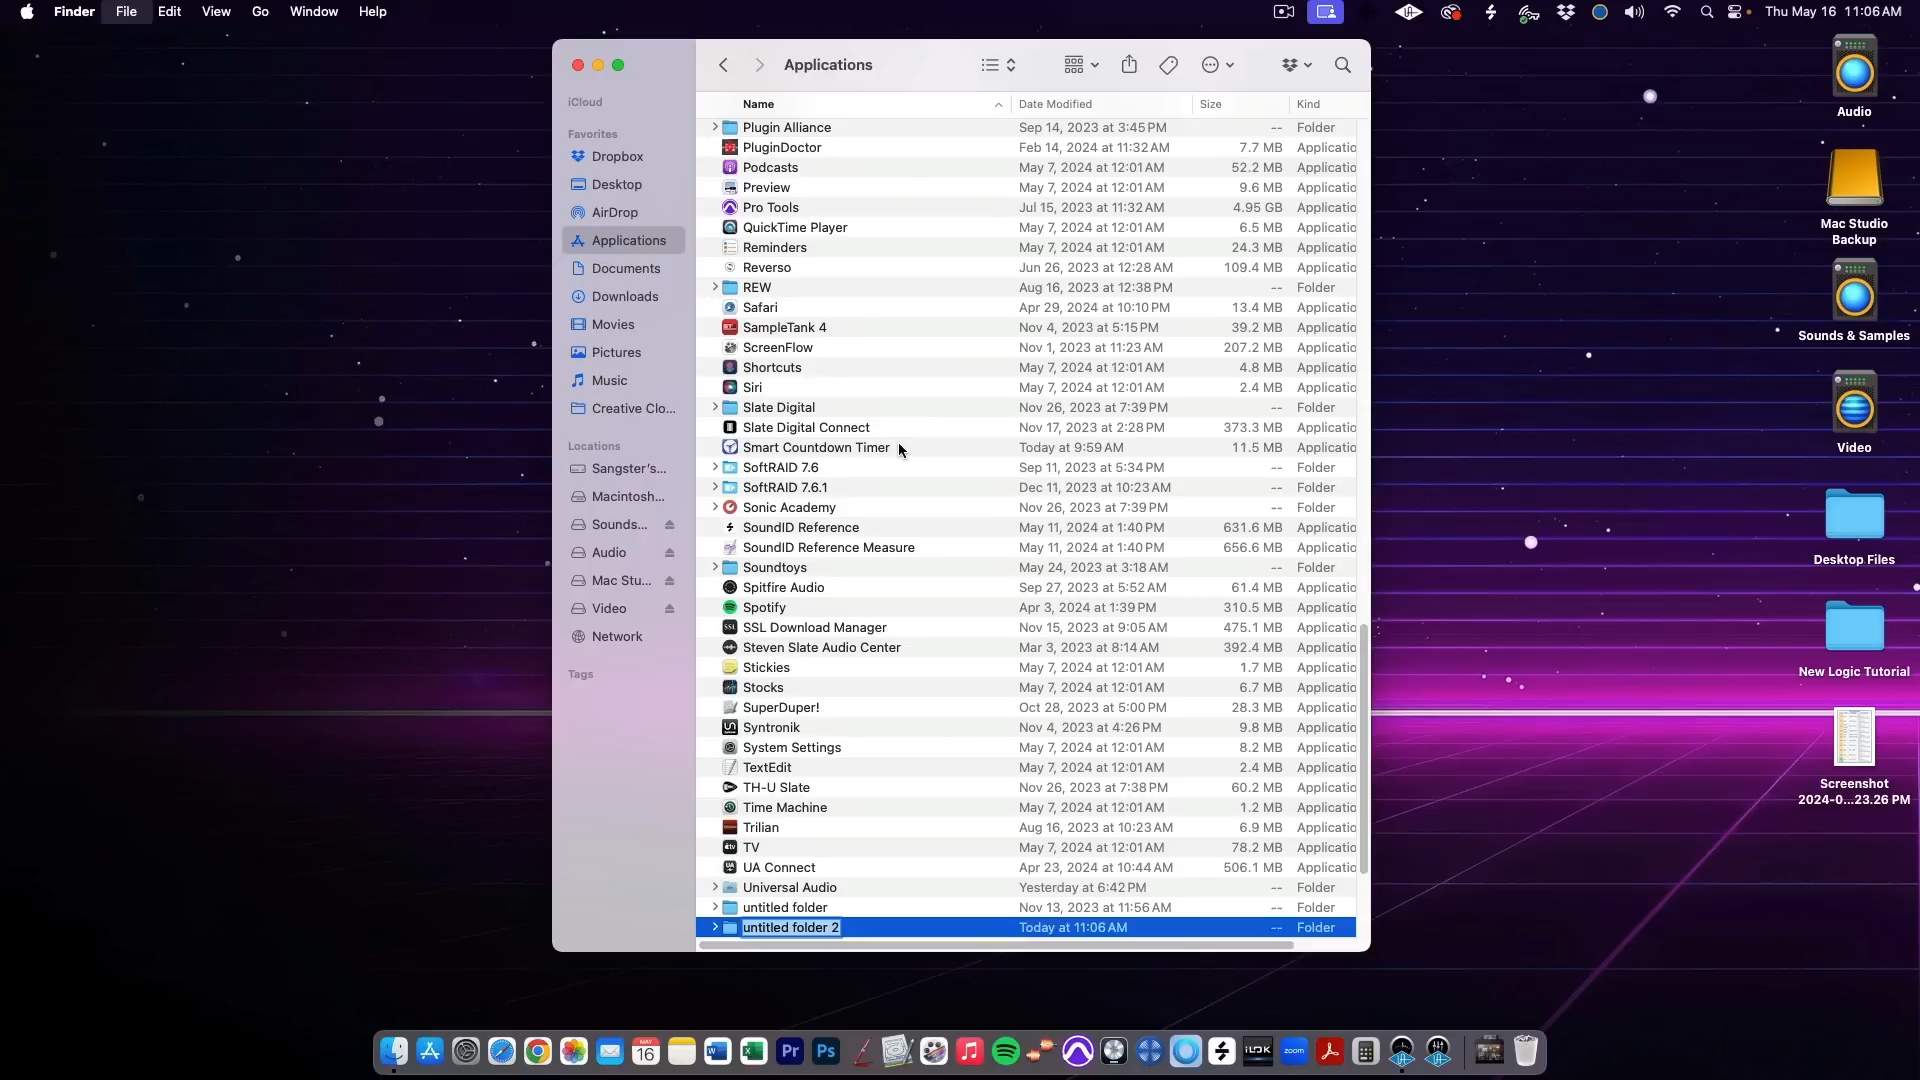 Finder File Edit View Go Window Help Thu May 16 11:06 AM
Applications
iCloud
Favorites
Dropbox
Desktop
AirDrop
Applications
Documents
Downloads
Movies
Pictures
Music
Creative Clo...
Locations
Sangster's...
Macintosh...
Sounds...
Audio
Mac Stu...
Video
Network
Tags
Name Date Modified Size Kind
Plugin Alliance Sep 14, 2023 at 3:45 PM -- Folder
PluginDoctor Feb 14, 2024 at 11:32 AM 7.7 MB Applicatio
Podcasts May 7, 2024 at 12:01 AM 52.2 MB Applicatio
Preview May 7, 2024 at 12:01 AM 9.6 MB Applicatio
Pro Tools Jul 15, 2023 at 11:32 AM 4.95 GB Applicatio
QuickTime Player May 7, 2024 at 12:01 AM 6.5 MB Applicatio
Reminders May 7, 2024 at 12:01 AM 24.3 MB Applicatio
Reverso Jun 26, 2023 at 12:28 AM 109.4 MB Applicatio
REW Aug 16, 2023 at 12:38 PM -- Folder
Safari Apr 29, 2024 at 10:10 PM 13.4 MB Applicatio
SampleTank 4 Nov 4, 2023 at 5:15 PM 39.2 MB Applicatio
ScreenFlow Nov 1, 2023 at 11:23 AM 207.2 MB Applicatio
Shortcuts May 7, 2024 at 12:01 AM 4.8 MB Applicatio
Siri May 7, 2024 at 12:01 AM 2.4 MB Applicatio
Slate Digital Nov 26, 2023 at 7:39 PM -- Folder
Slate Digital Connect Nov 17, 2023 at 2:28 PM 373.3 MB Applicatio
Smart Countdown Timer Today at 9:59 AM 11.5 MB Applicatio
SoftRAID 7.6 Sep 11, 2023 at 5:34 PM -- Folder
SoftRAID 7.6.1 Dec 11, 2023 at 10:23 AM -- Folder
Sonic Academy Nov 26, 2023 at 7:39 PM -- Folder
SoundID Reference May 11, 2024 at 1:40 PM 631.6 MB Applicatio
SoundID Reference Measure May 11, 2024 at 1:40 PM 656.6 MB Applicatio
Soundtoys May 24, 2023 at 3:18 AM -- Folder
Spitfire Audio Sep 27, 2023 at 5:52 AM 61.4 MB Applicatio
Spotify Apr 3, 2024 at 1:39 PM 310.5 MB Applicatio
SSL Download Manager Nov 15, 2023 at 9:05 AM 475.1 MB Applicatio
Steven Slate Audio Center Mar 3, 2023 at 8:14 AM 392.4 MB Applicatio
Stickies May 7, 2024 at 12:01 AM 1.7 MB Applicatio
Stocks May 7, 2024 at 12:01 AM 6.7 MB Applicatio
SuperDuper! Oct 28, 2023 at 5:00 PM 28.3 MB Applicatio
Syntronik Nov 4, 2023 at 4:26 PM 9.8 MB Applicatio
System Settings May 7, 2024 at 12:01 AM 8.2 MB Applicatio
TextEdit May 7, 2024 at 12:01 AM 2.4 MB Applicatio
TH-U Slate Nov 26, 2023 at 7:38 PM 60.2 MB Applicatio
Time Machine May 7, 2024 at 12:01 AM 1.2 MB Applicatio
Trilian Aug 16, 2023 at 10:23 AM 6.9 MB Applicatio
TV May 7, 2024 at 12:01 AM 78.2 MB Applicatio
UA Connect Apr 23, 2024 at 10:44 AM 506.1 MB Applicatio
Universal Audio Yesterday at 6:42 PM -- Folder
untitled folder Nov 13, 2023 at 11:56 AM -- Folder
untitled folder 2 Today at 11:06 AM -- Folder
Audio
Mac Studio
Backup
Sounds & Samples
Video
Desktop Files
New Logic Tutorial
Screenshot
2024-0...23.26 PM
MAY
16
W
X
Pr
Ps
iLOK
zoom